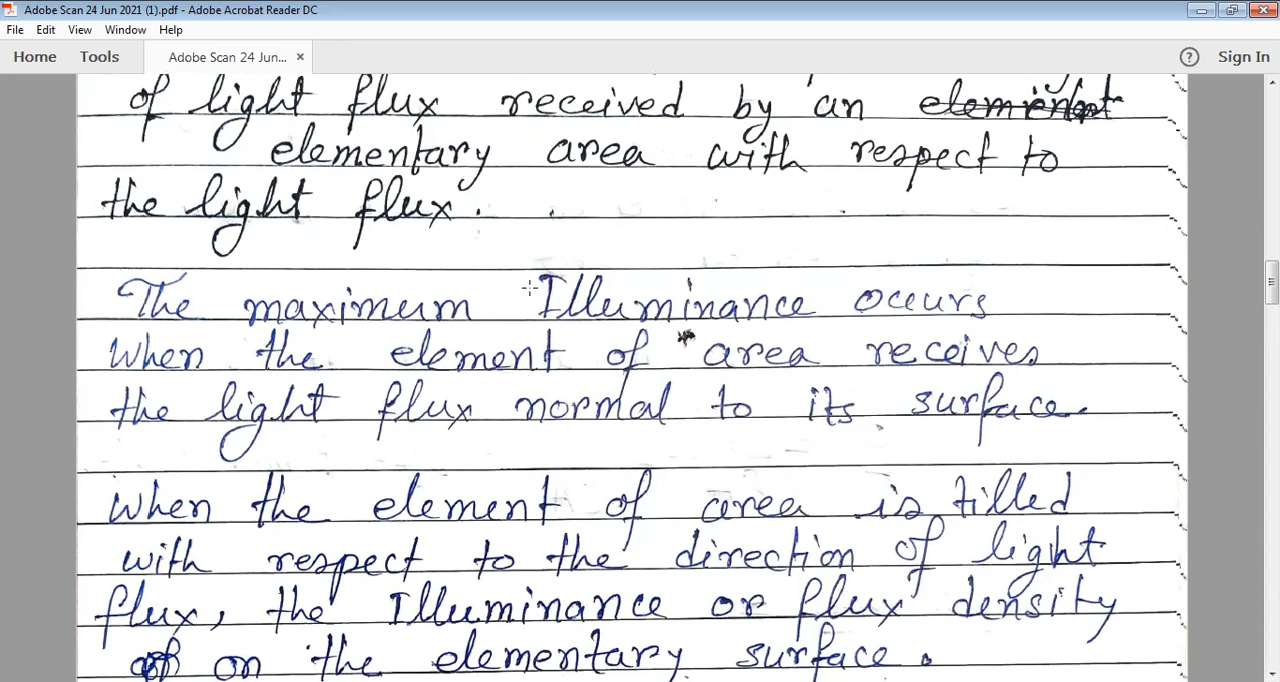 Adobe Scan 24 Jun 2021 (1).pdf - Adobe Acrobat Reader DC
File Edit View Window Help
Home Tools Adobe Scan 24 Jun... × ? Sign In
of light flux received by an element
elementary area with respect to
the light flux.
The maximum Illuminance occurs
when the element of area receives
the light flux normal to its surface.
when the element of area is tilled
with respect to the direction of light
flux, the Illuminance or flux density
of on the elementary surface.